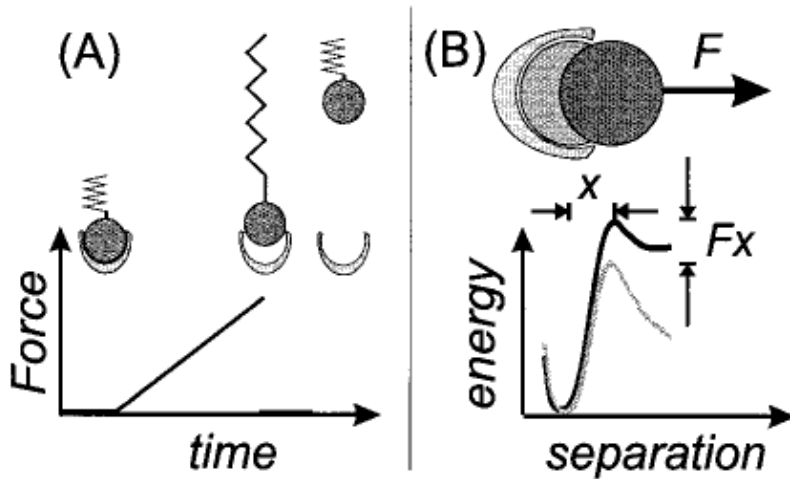 (A)
Force
time
(B)
F
x
Fx
energy
separation